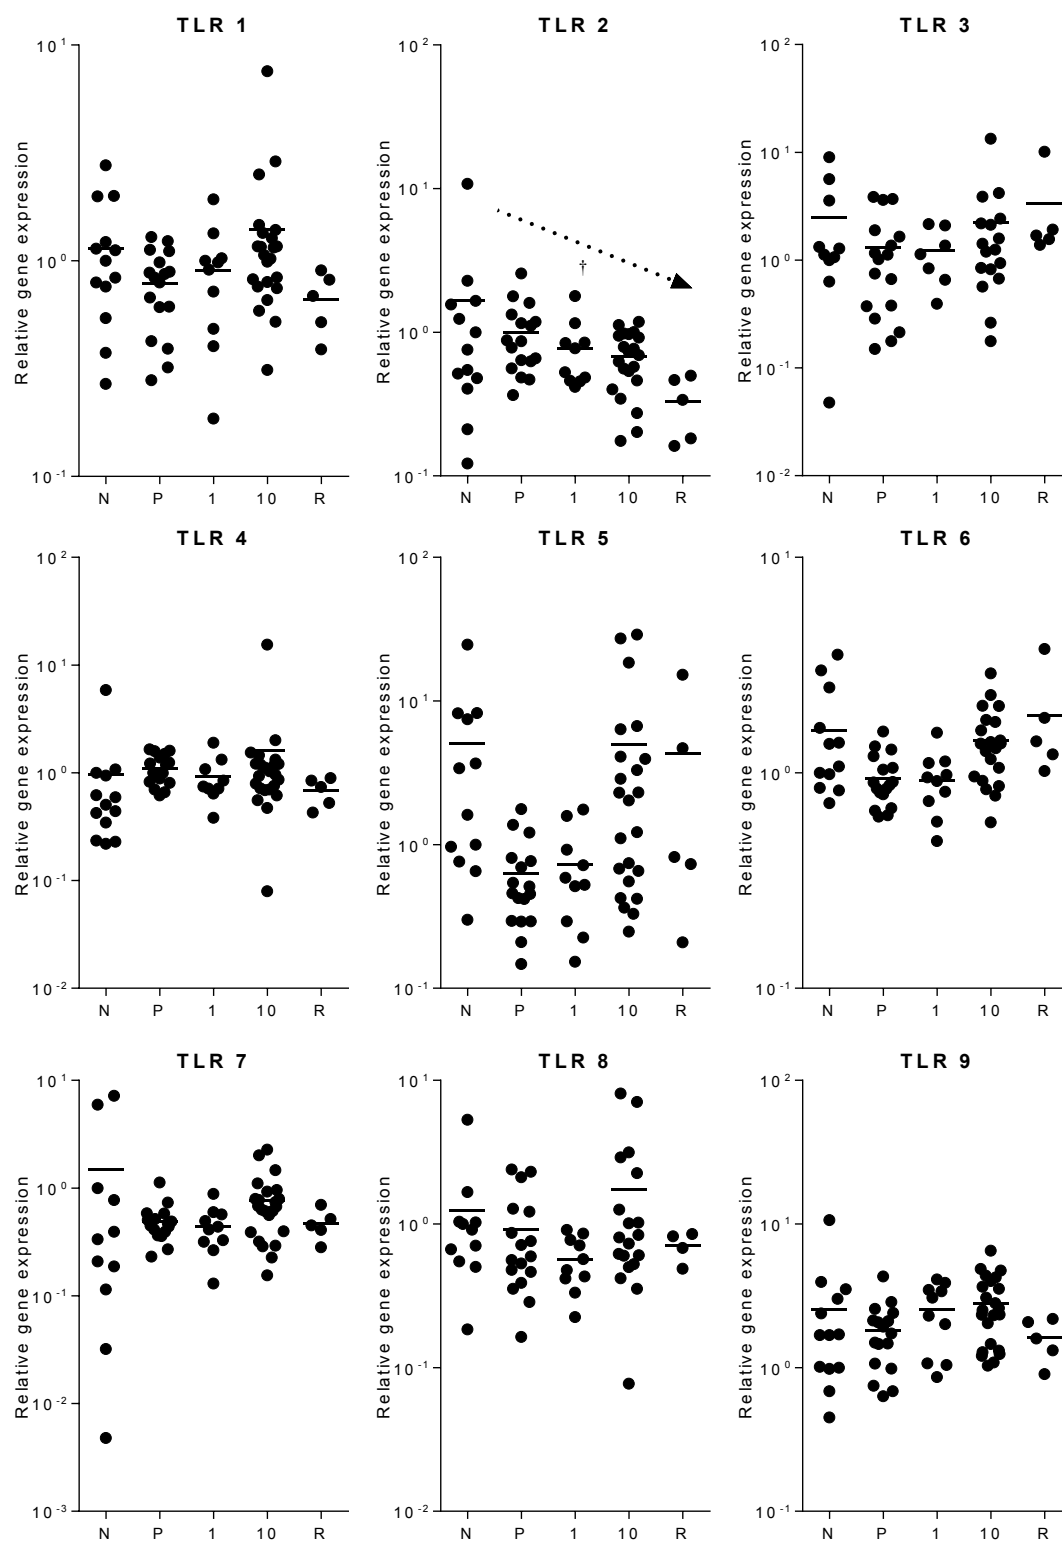 TLR 1
TLR 2
TLR 3
Relative gene expression
10^1
10^0
10^-1
N P 1 10 R
Relative gene expression
10^2
10^1
10^0
10^-1
†
N P 1 10 R
Relative gene expression
10^2
10^1
10^0
10^-1
10^-2
N P 1 10 R
TLR 4
TLR 5
TLR 6
Relative gene expression
10^2
10^1
10^0
10^-1
10^-2
N P 1 10 R
Relative gene expression
10^2
10^1
10^0
10^-1
N P 1 10 R
Relative gene expression
10^1
10^0
10^-1
N P 1 10 R
TLR 7
TLR 8
TLR 9
Relative gene expression
10^1
10^0
10^-1
10^-2
10^-3
N P 1 10 R
Relative gene expression
10^1
10^0
10^-1
10^-2
N P 1 10 R
Relative gene expression
10^2
10^1
10^0
10^-1
N P 1 10 R